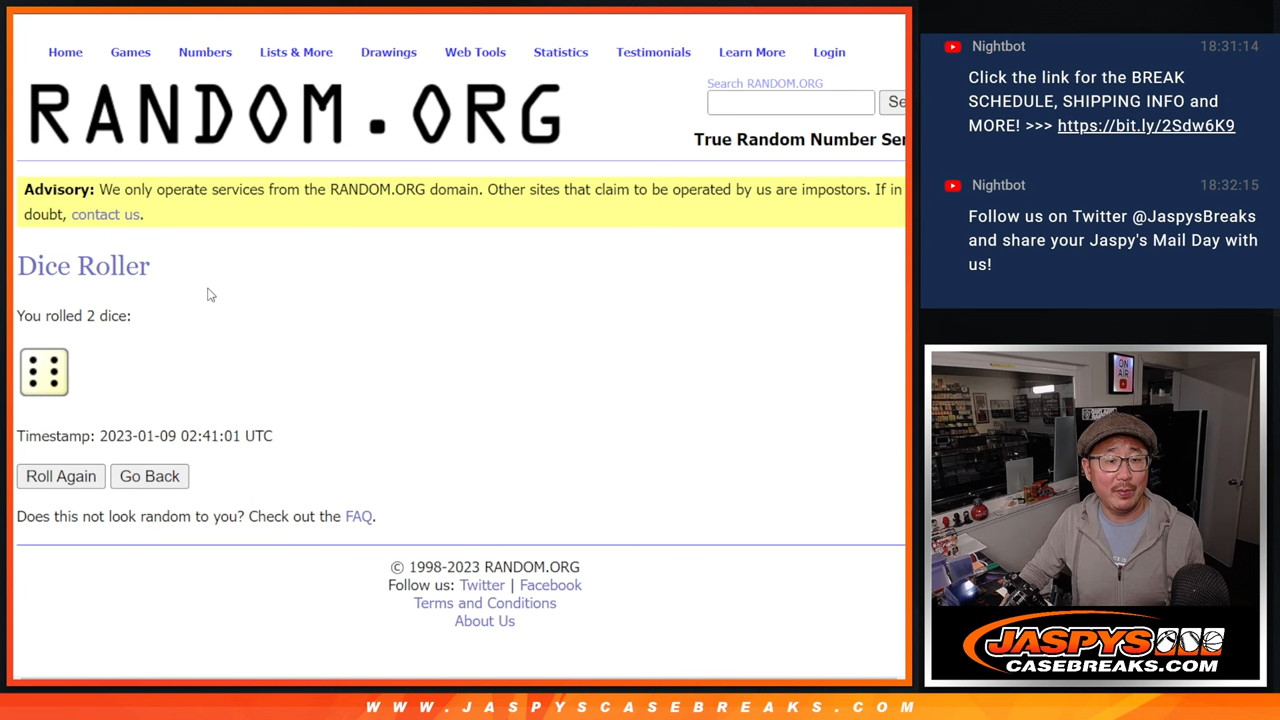 Home Games Numbers Lists & More Drawings Web Tools Statistics Testimonials Learn More Login
RANDOM.ORG
Search RANDOM.ORG
Se
True Random Number Ser
Advisory: We only operate services from the RANDOM.ORG domain. Other sites that claim to be operated by us are impostors. If in
doubt, contact us.
Dice Roller
You rolled 2 dice:
Timestamp: 2023-01-09 02:41:01 UTC
Roll Again Go Back
Does this not look random to you? Check out the FAQ.
© 1998-2023 RANDOM.ORG
Follow us: Twitter | Facebook
Terms and Conditions
About Us
Nightbot 18:31:14
Click the link for the BREAK
SCHEDULE, SHIPPING INFO and
MORE! >>> https://bit.ly/2Sdw6K9
Nightbot 18:32:15
Follow us on Twitter @JaspysBreaks
and share your Jaspy's Mail Day with
us!
ON
AIR
JASPYS
CASEBREAKS.COM
WWW.JASPYSCASEBREAKS.COM